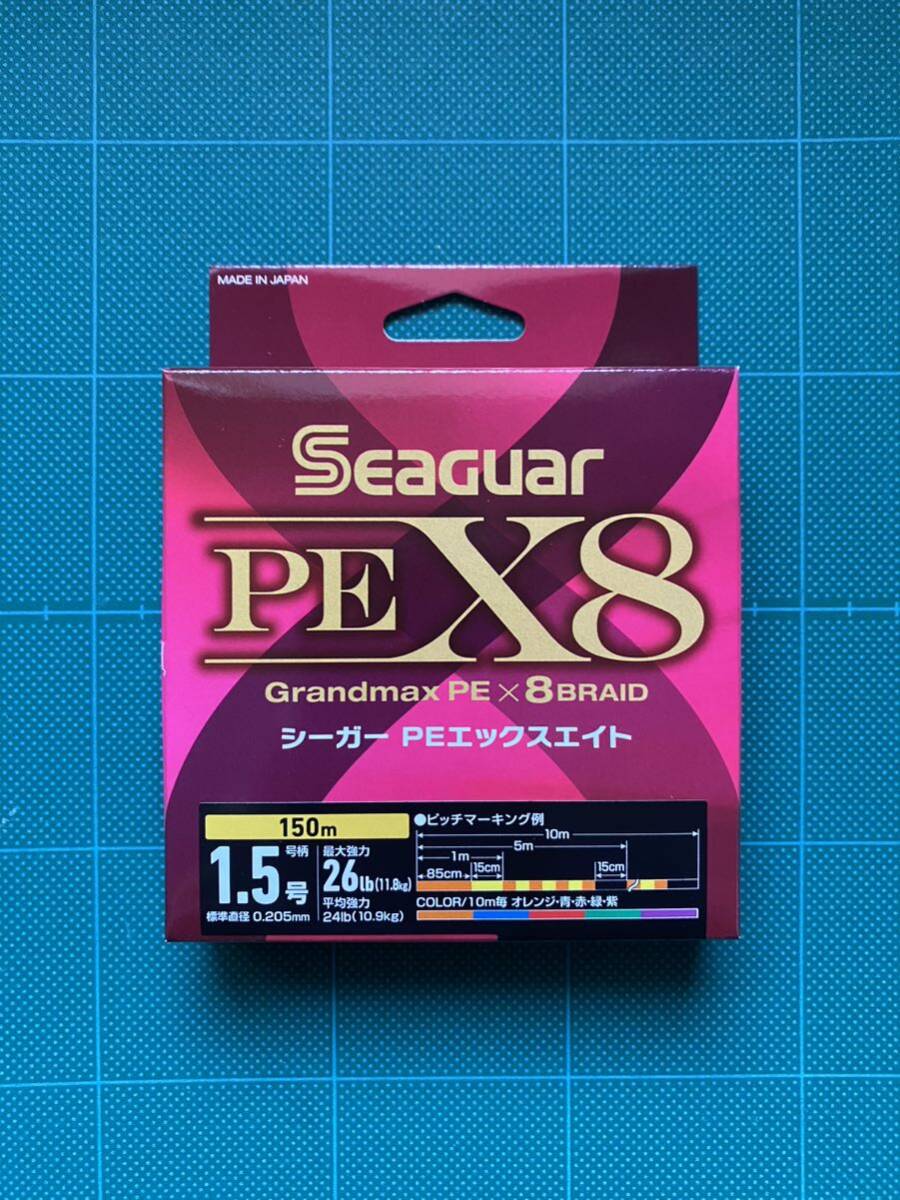 MADE IN JAPAN
SEAGUAR
PE X8
Grandmax PE × 8 BRAID
シーガー PEエックスエイト
150m
1.5号
号柄
標準直径 0.205mm
最大強力
26lb(11.8kg)
平均強力
24lb(10.9kg)
●ピッチマーキング例
10m
5m
1m
85cm
15cm
15cm
COLOR/10m毎 オレンジ・青・赤・緑・紫